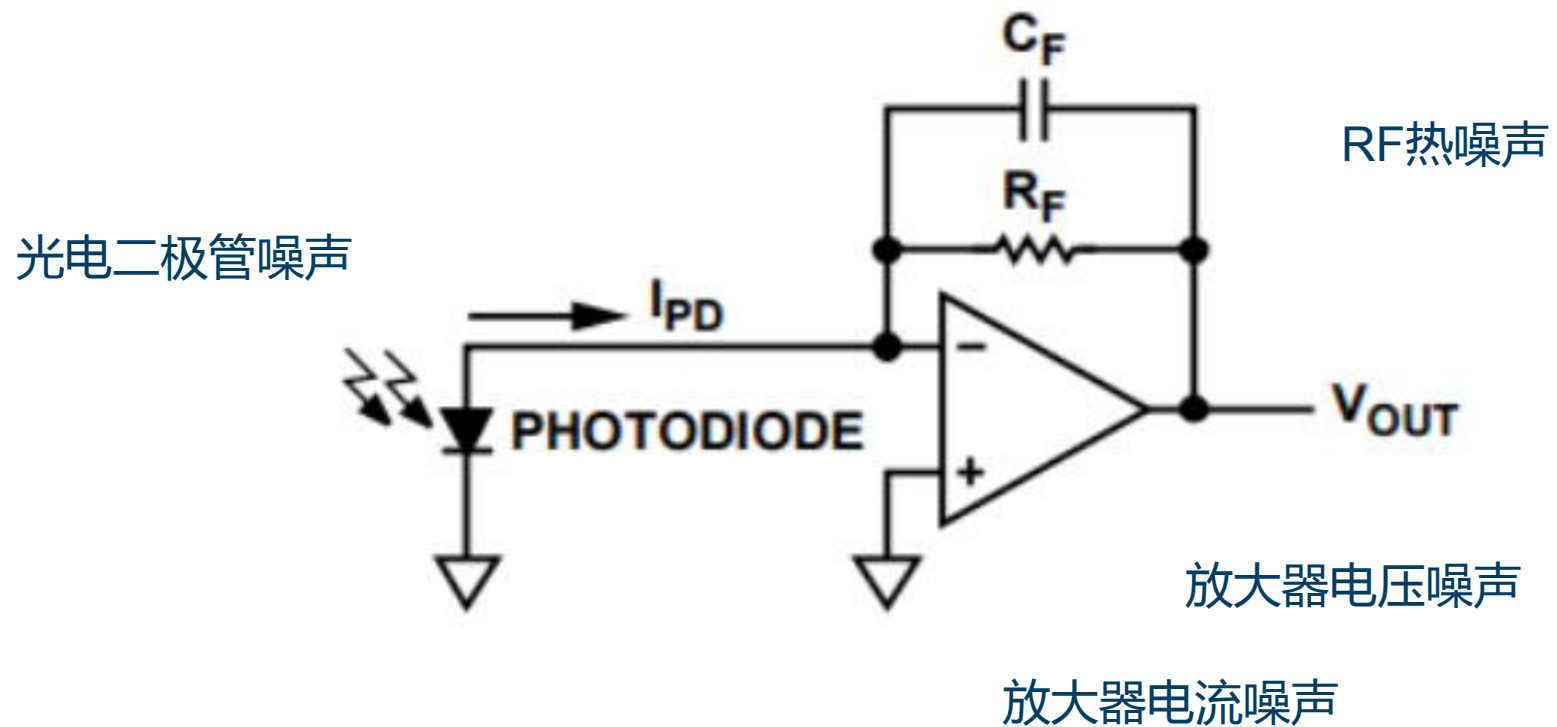 C_F
RF热噪声
R_F
光电二极管噪声
I_PD
−
PHOTODIODE
V_OUT
+
放大器电压噪声
放大器电流噪声